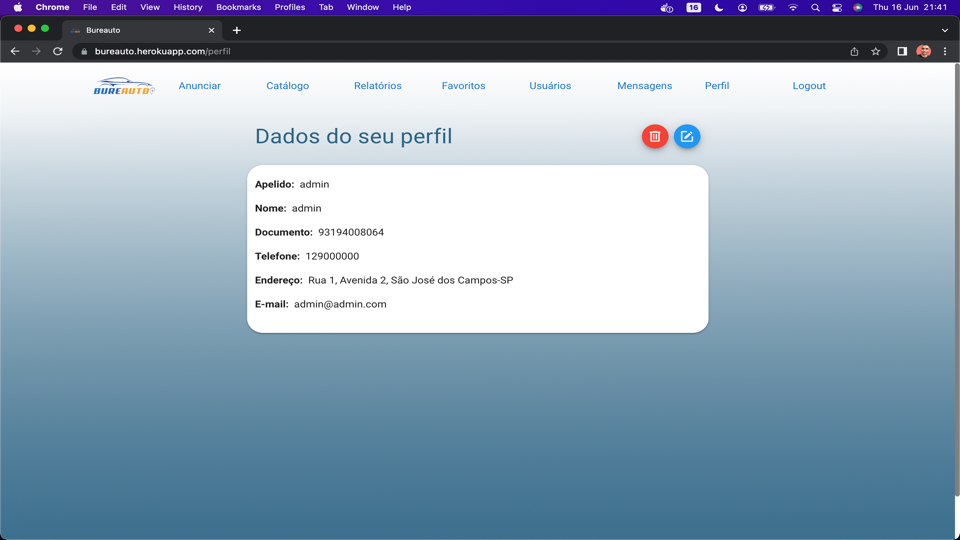 Chrome File Edit View History Bookmarks Profiles Tab Window Help 16 Thu 16 Jun 21:41
Bureauto
bureauto.herokuapp.com/perfil
BUREAUTO Anunciar Catálogo Relatórios Favoritos Usuários Mensagens Perfil Logout
Dados do seu perfil
Apelido: admin
Nome: admin
Documento: 93194008064
Telefone: 129000000
Endereço: Rua 1, Avenida 2, São José dos Campos-SP
E-mail: admin@admin.com